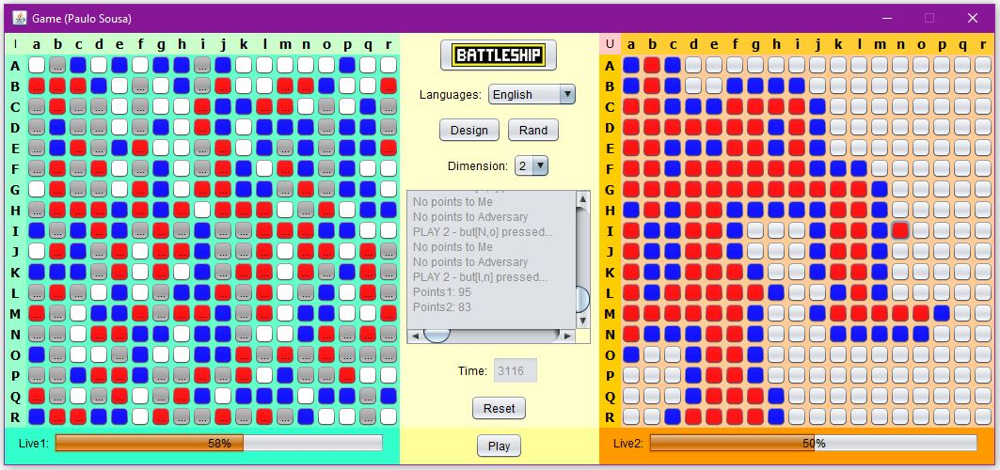 Game (Paulo Sousa)
I a b c d e f g h i j k l m n o p q r
A
B
C
D
E
F
G
H
I
J
K
L
M
N
O
P
Q
R
Live1: 58%
BATTLESHIP
Languages: English
Design Rand
Dimension: 2
No points to Me
No points to Adversary
PLAY 2 - but[N,o] pressed...
No points to Me
No points to Adversary
PLAY 2 - but[I,n] pressed...
Points1: 95
Points2: 83
Time: 3116
Reset
Play
U a b c d e f g h i j k l m n o p q r
A
B
C
D
E
F
G
H
I
J
K
L
M
N
O
P
Q
R
Live2: 50%